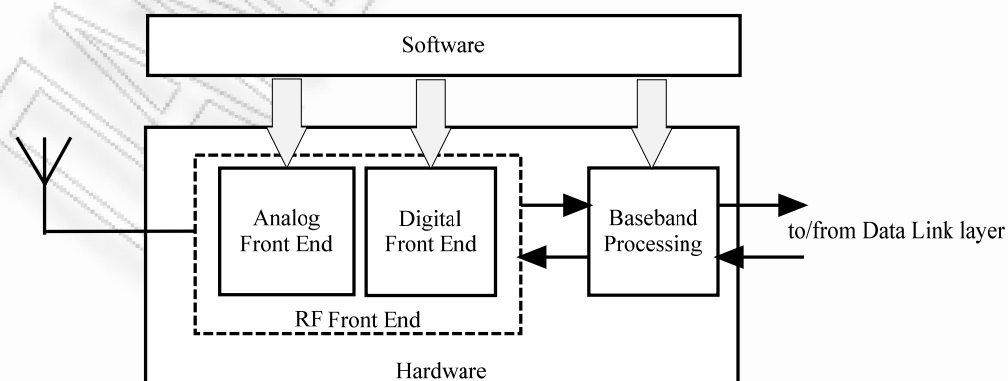 Software
Analog
Front End
Digital
Front End
Baseband
Processing
to/from Data Link layer
RF Front End
Hardware